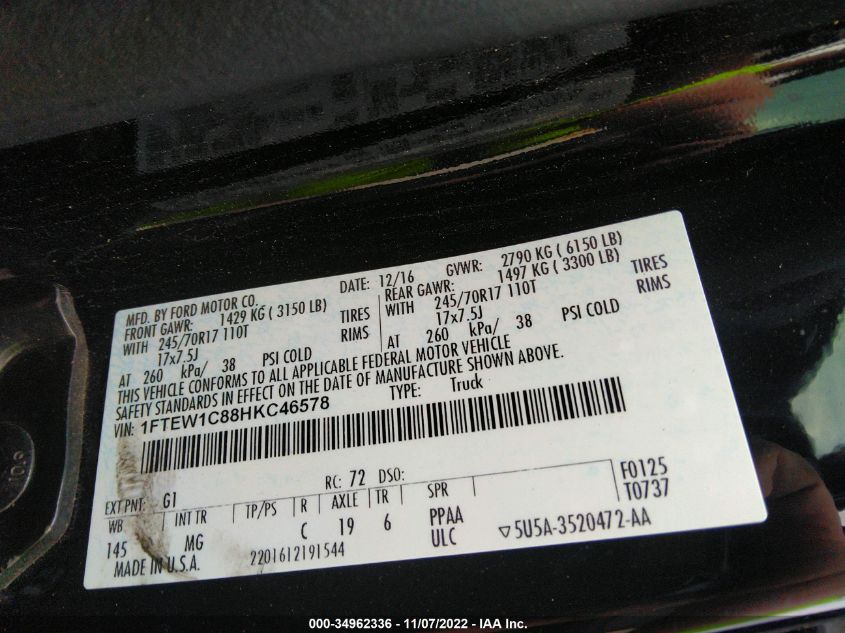 MFD. BY FORD MOTOR CO. DATE: 12/16 GVWR: 2790 KG ( 6150 LB)
FRONT GAWR: 1429 KG ( 3150 LB) REAR GAWR: 1497 KG ( 3300 LB)
WITH 245/70R17 110T TIRES WITH 245/70R17 110T TIRES
17x7.5J RIMS 17x7.5J RIMS
AT 260 kPa/ 38 PSI COLD AT 260 kPa/ 38 PSI COLD
THIS VEHICLE CONFORMS TO ALL APPLICABLE FEDERAL MOTOR VEHICLE
SAFETY STANDARDS IN EFFECT ON THE DATE OF MANUFACTURE SHOWN ABOVE.
VIN: 1FTEW1C88HKC46578 TYPE: Truck
EXT PNT: G1 RC: 72 DSO: F0125
WB INT TR TP/PS R AXLE TR SPR T0737
145 MG C 19 6 PPAA
ULC ▽5U5A-3520472-AA
MADE IN U.S.A. 2201612191544
10.9
000-34962336 - 11/07/2022 - IAA Inc.